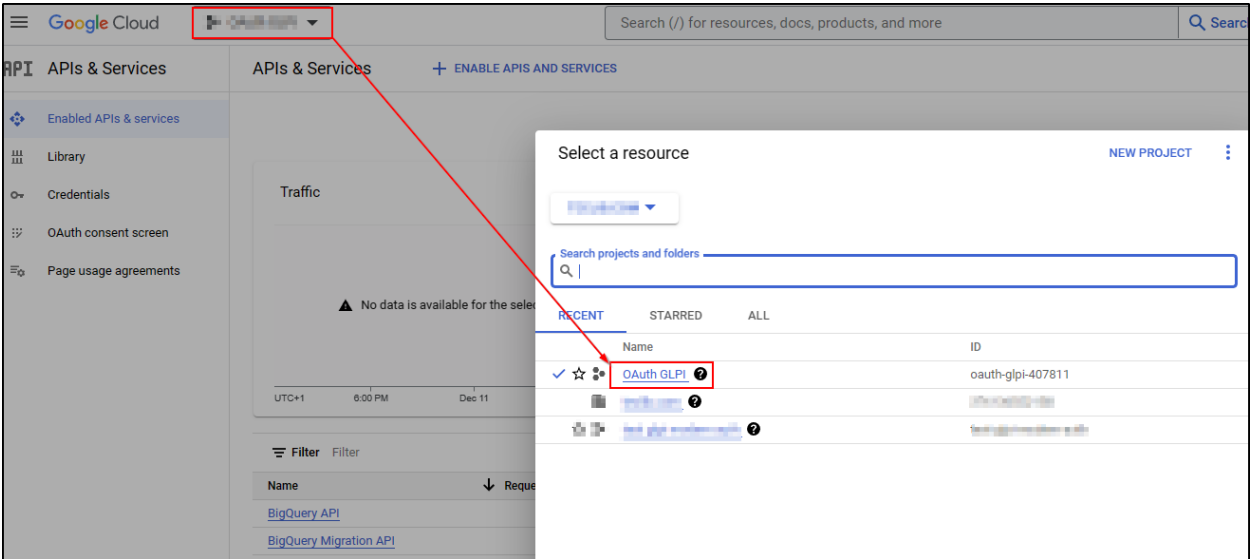 Google Cloud
Search (/) for resources, docs, products, and more
Searc
API APIs & Services
APIs & Services
+ ENABLE APIS AND SERVICES
Enabled APIs & services
Library
Credentials
OAuth consent screen
Page usage agreements
Traffic
No data is available for the selec
UTC+1 6:00 PM Dec 11
Filter Filter
Name Reque
BigQuery API
BigQuery Migration API
Select a resource
NEW PROJECT
Search projects and folders
RECENT STARRED ALL
Name ID
OAuth GLPI oauth-glpi-407811